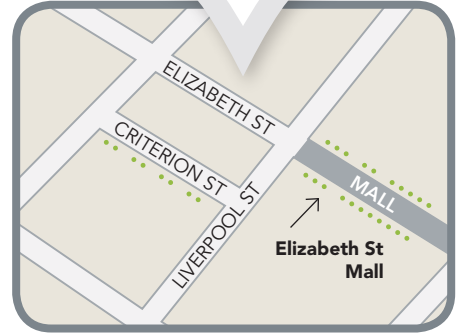 ELIZABETH ST
CRITERION ST
LIVERPOOL ST
MALL
Elizabeth St
Mall